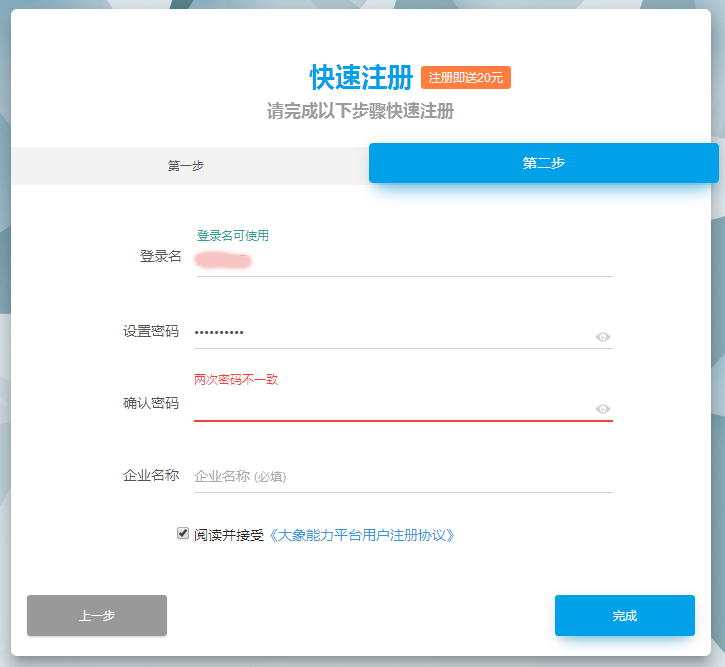 快速注册 注册即送20元
请完成以下步骤快速注册
第一步 第二步
登录名可使用
登录名
设置密码 ••••••••••
两次密码不一致
确认密码
企业名称 企业名称 (必填)
阅读并接受《大象能力平台用户注册协议》
上一步 完成